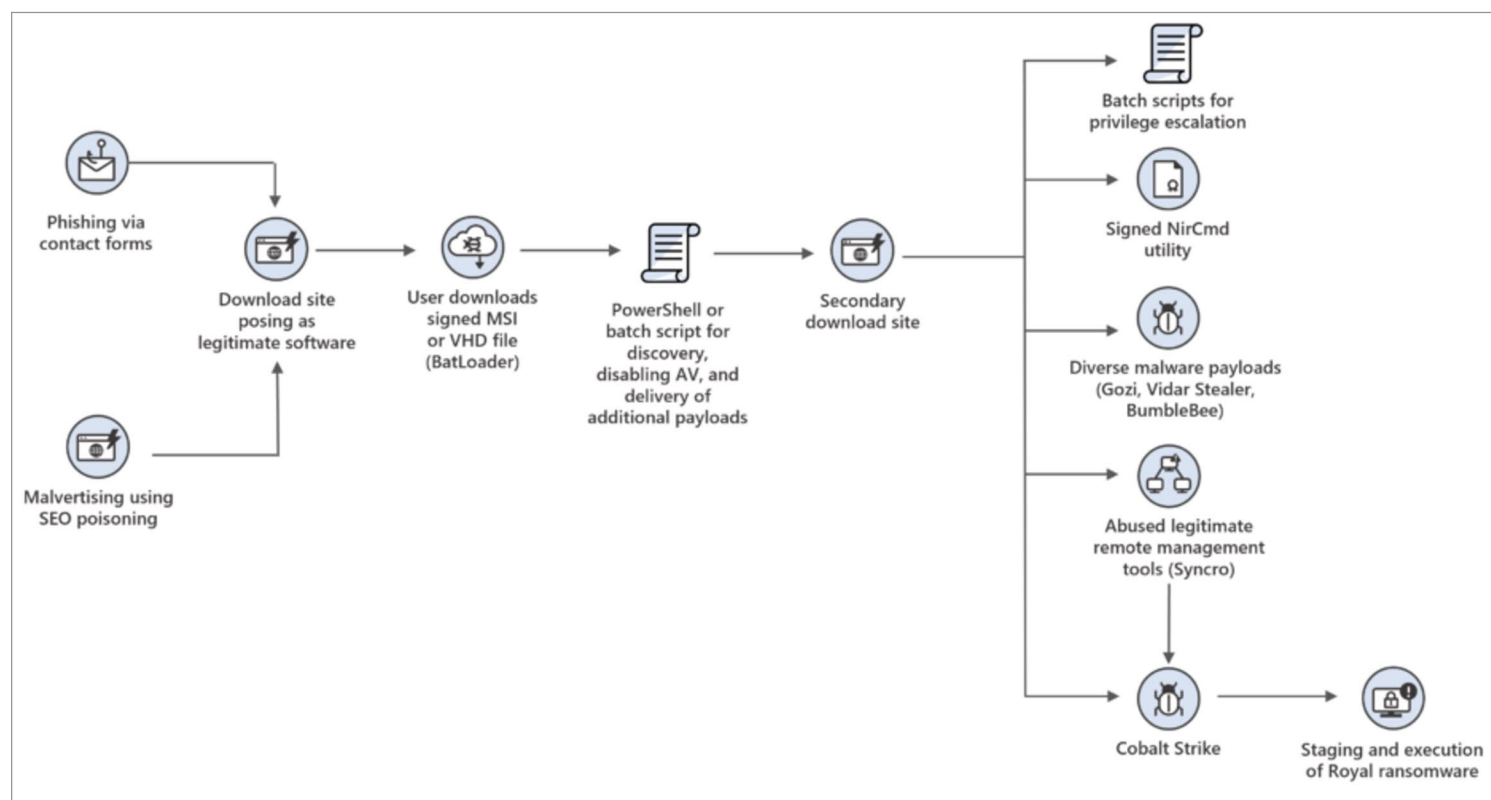 Phishing via
contact forms
Malvertising using
SEO poisoning
Download site
posing as
legitimate software
User downloads
signed MSI
or VHD file
(BatLoader)
PowerShell or
batch script for
discovery,
disabling AV, and
delivery of
additional payloads
Secondary
download site
Batch scripts for
privilege escalation
Signed NirCmd
utility
Diverse malware payloads
(Gozi, Vidar Stealer,
BumbleBee)
Abused legitimate
remote management
tools (Syncro)
Cobalt Strike
Staging and execution
of Royal ransomware